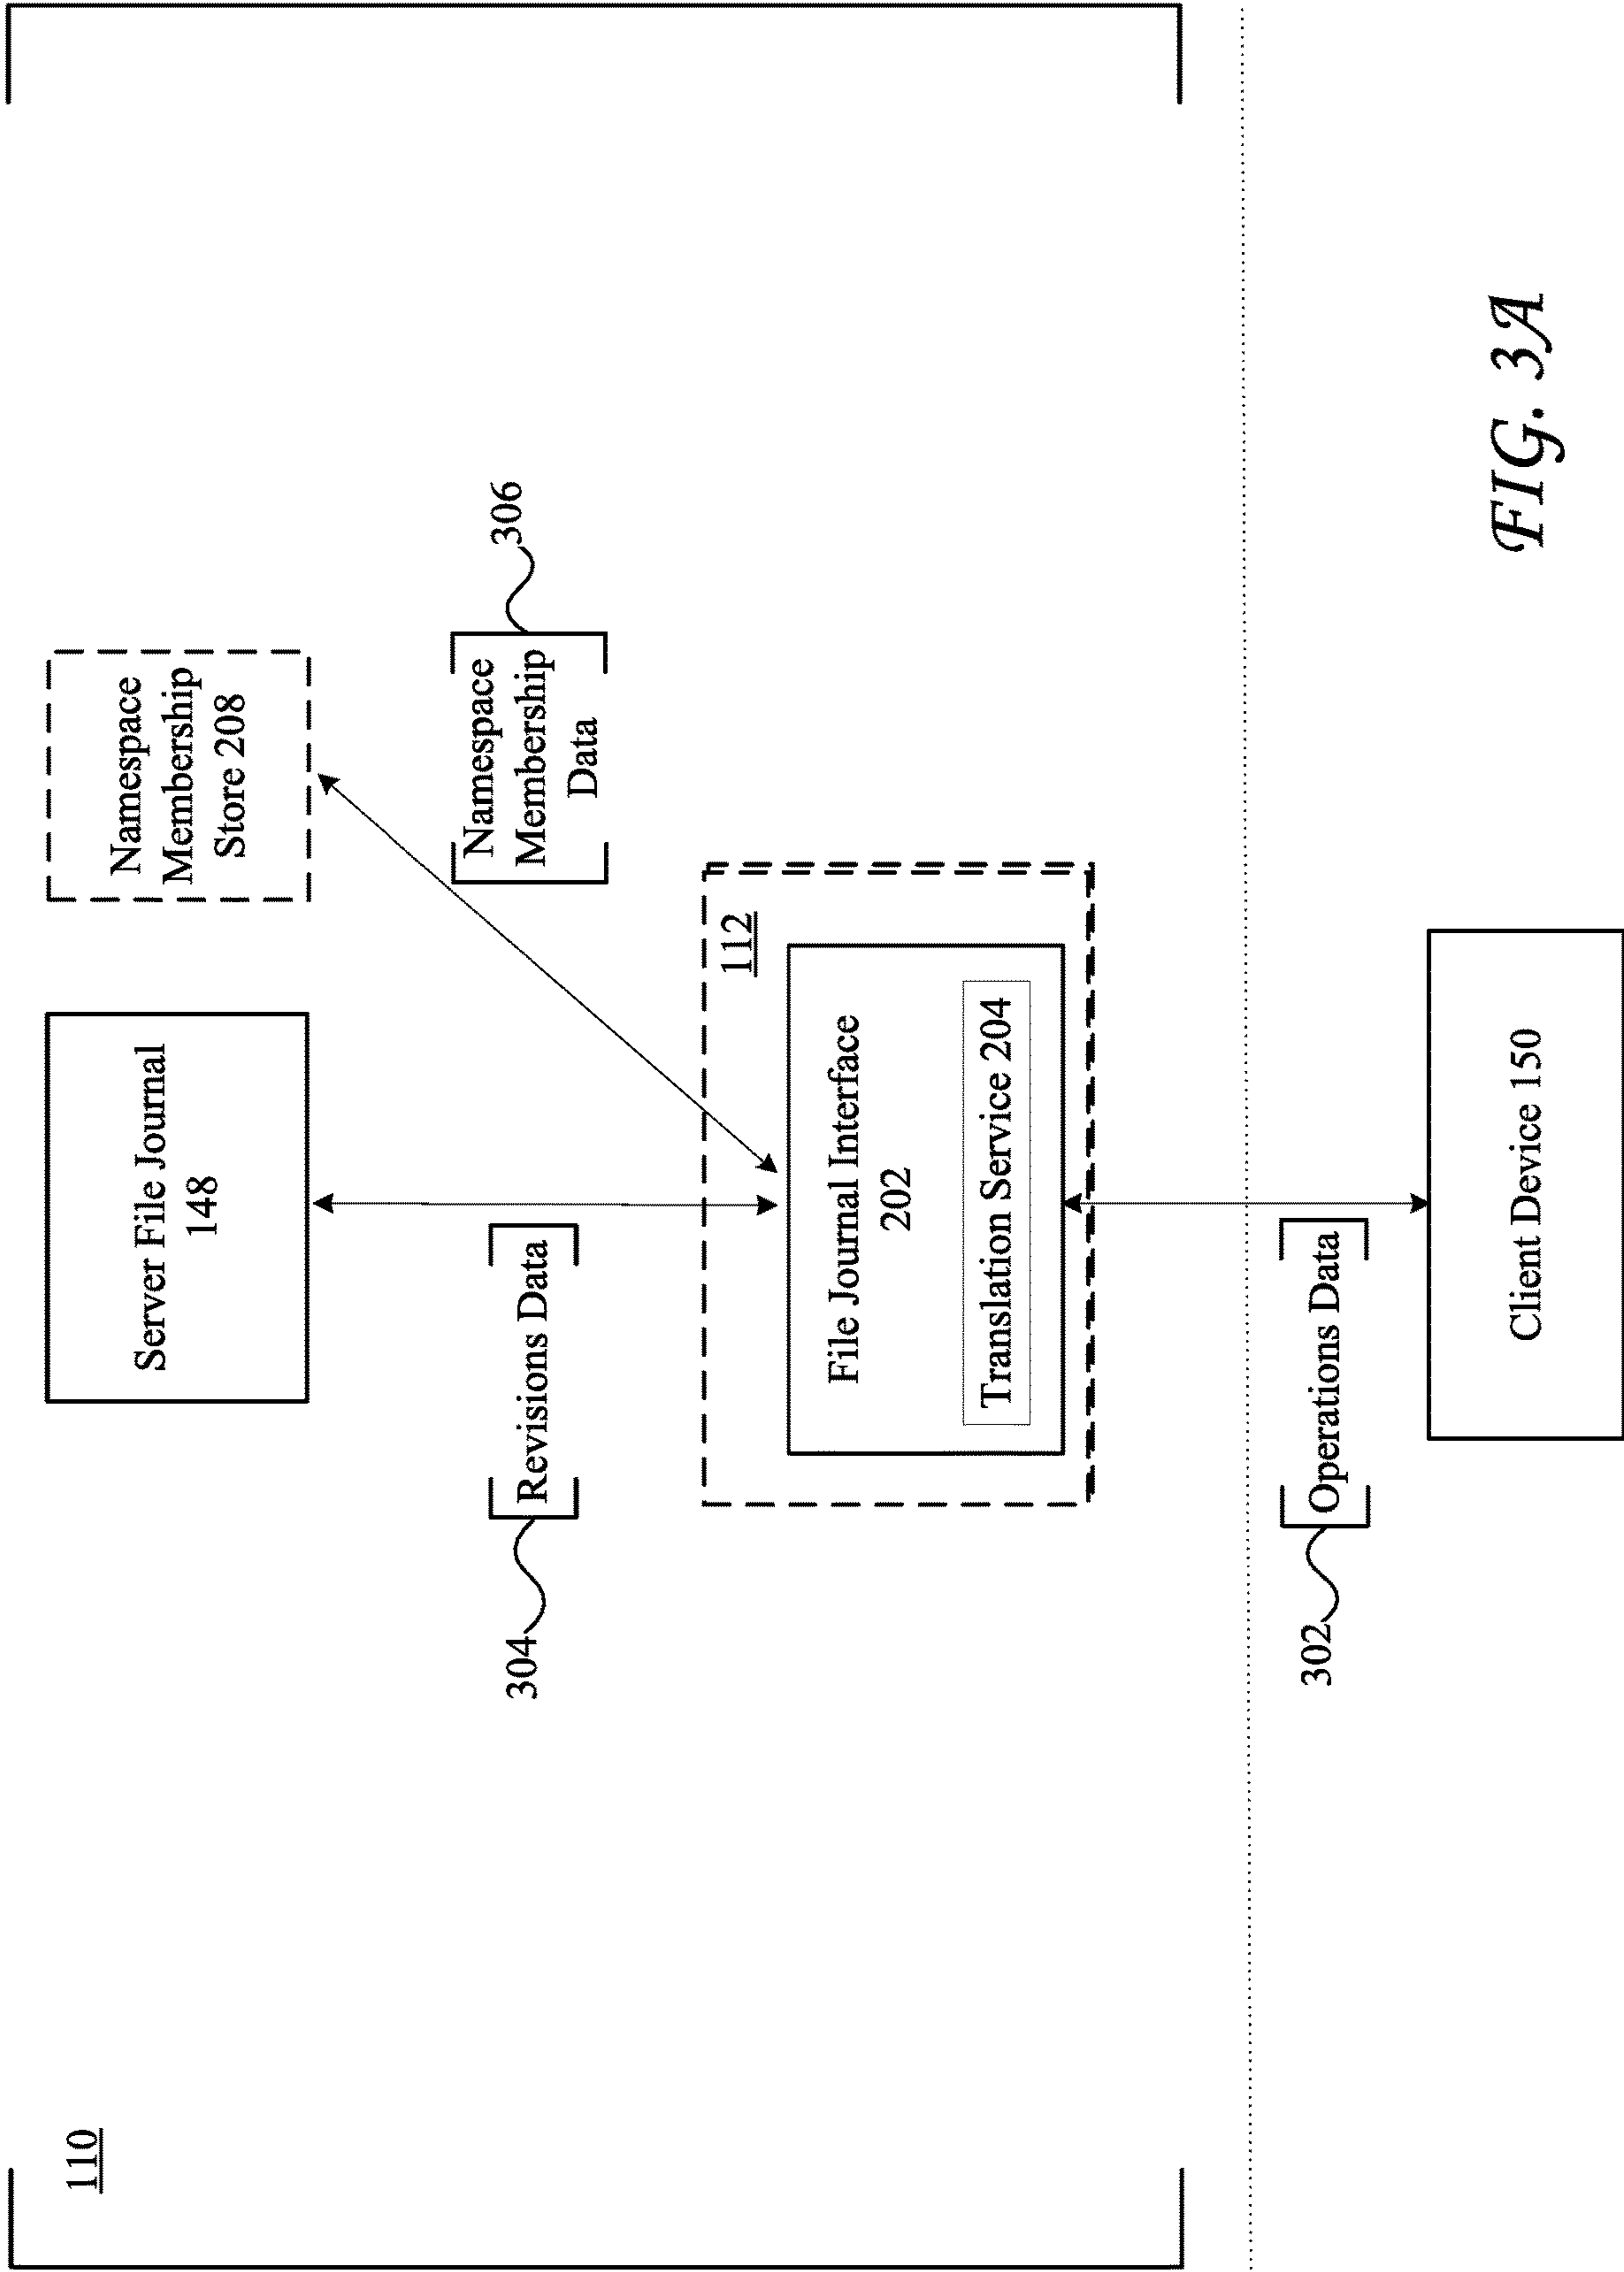 110
Server File Journal
148
Namespace
Membership
Store 208
304
Revisions Data
Namespace
Membership
Data
306
112
File Journal Interface
202
Translation Service 204
302
Operations Data
Client Device 150
FIG. 3A